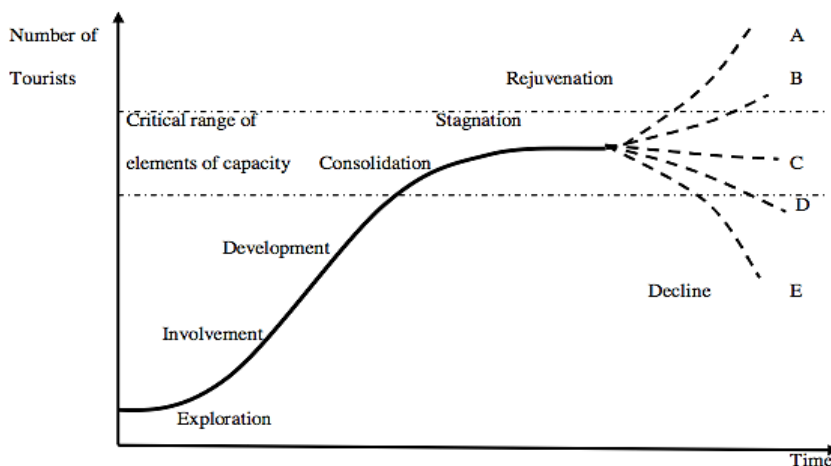 Number of
Tourists
A
Rejuvenation
B
Critical range of
elements of capacity
Stagnation
Consolidation
C
D
Development
Decline
E
Involvement
Exploration
Time